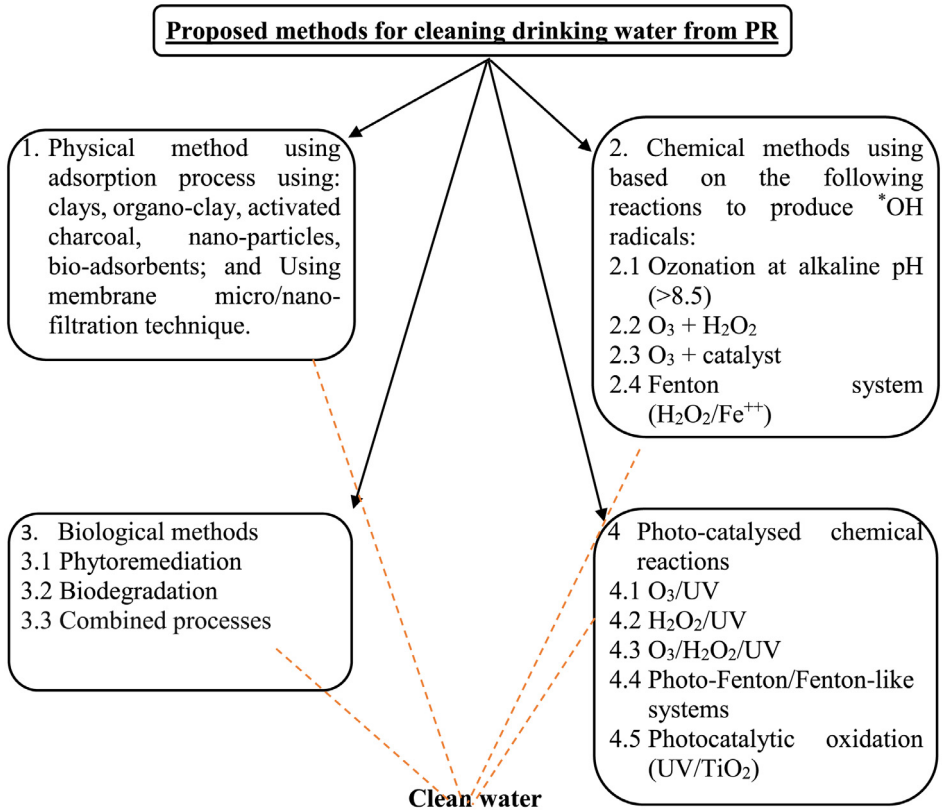 Proposed methods for cleaning drinking water from PR
1. Physical method using
adsorption process using:
clays, organo-clay, activated
charcoal, nano-particles,
bio-adsorbents; and Using
membrane micro/nano-
filtration technique.
2. Chemical methods using
based on the following
reactions to produce *OH
radicals:
2.1 Ozonation at alkaline pH
(>8.5)
2.2 O₃ + H₂O₂
2.3 O₃ + catalyst
2.4 Fenton system
(H₂O₂/Fe⁺⁺)
3. Biological methods
3.1 Phytoremediation
3.2 Biodegradation
3.3 Combined processes
4 Photo-catalysed chemical
reactions
4.1 O₃/UV
4.2 H₂O₂/UV
4.3 O₃/H₂O₂/UV
4.4 Photo-Fenton/Fenton-like
systems
4.5 Photocatalytic oxidation
(UV/TiO₂)
Clean water